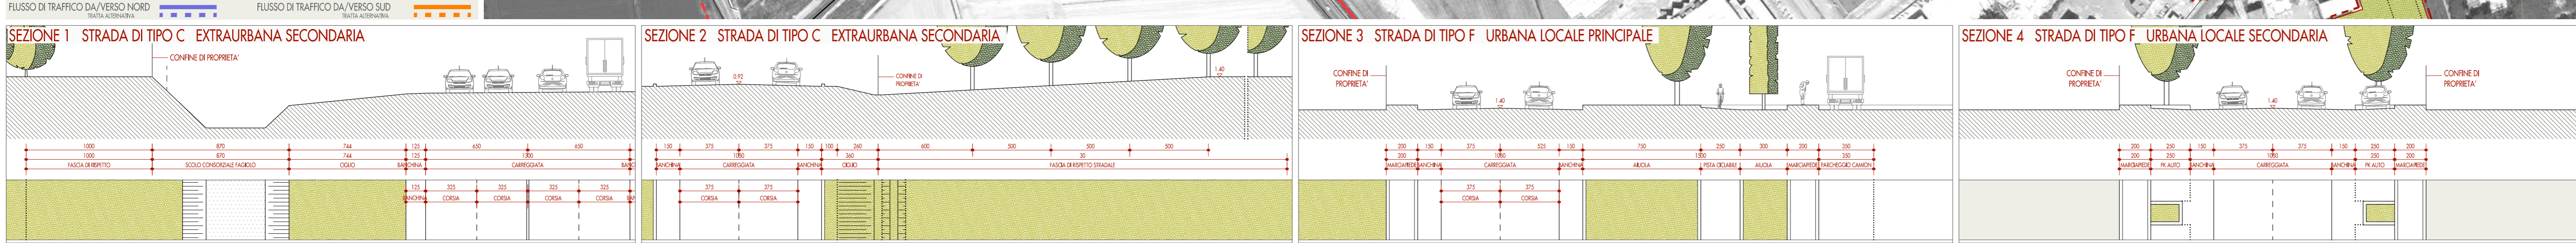 FLUSSO DI TRAFFICO DA/VERSO NORD
TRATTA ALTERNATIVA
FLUSSO DI TRAFFICO DA/VERSO SUD
TRATTA ALTERNATIVA
SEZIONE 1 STRADA DI TIPO C EXTRAURBANA SECONDARIA
CONFINE DI PROPRIETA'
1000 870 744 125 650 650
1000 870 744 125 1300
FASCIA DI RISPETTO SCOLO CONSORZIALE FAGIOLO CIGLIO BANCHINA CARREGGIATA
125 325 325 325 325
BANCHINA CORSIA CORSIA CORSIA CORSIA
SEZIONE 2 STRADA DI TIPO C EXTRAURBANA SECONDARIA
0.92
1.40
CONFINE DI
PROPRIETA'
150 375 375 150 100 260 600 500 500 500
1050 360 30
BANCHINA CARREGGIATA BANCHINA CIGLIO FASCIA DI RISPETTO STRADALE
375 375
CORSIA CORSIA
SEZIONE 3 STRADA DI TIPO F URBANA LOCALE PRINCIPALE
CONFINE DI
PROPRIETA'
1.40
200 150 375 525 150 750 250 300 200 350
200 1050 1500 350
MARCIAPIEDE BANCHINA CARREGGIATA BANCHINA AIUOLA PISTA CICLABILE AIUOLA MARCIAPIEDE PARCHEGGIO CAMION
375 375
CORSIA CORSIA
SEZIONE 4 STRADA DI TIPO F URBANA LOCALE SECONDARIA
CONFINE DI
PROPRIETA'
1.40
CONFINE DI
PROPRIETA'
200 250 150 375 375 150 250 200
200 250 1050 250 200
MARCIAPIEDE PK AUTO BANCHINA CARREGGIATA BANCHINA PK AUTO MARCIAPIEDE